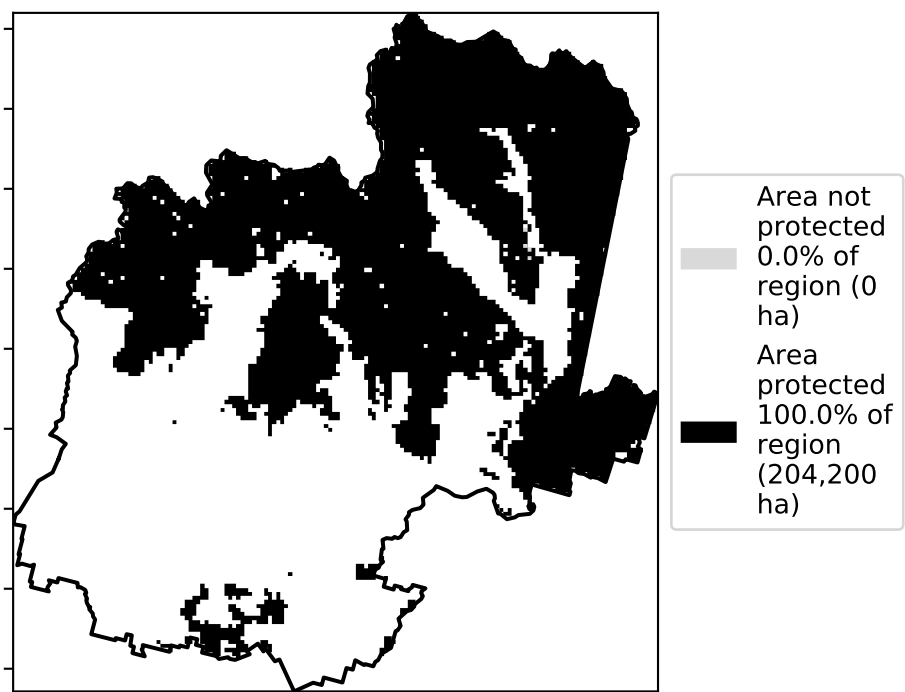 Area not
protected
0.0% of
region (0
ha)
Area
protected
100.0% of
region
(204,200
ha)